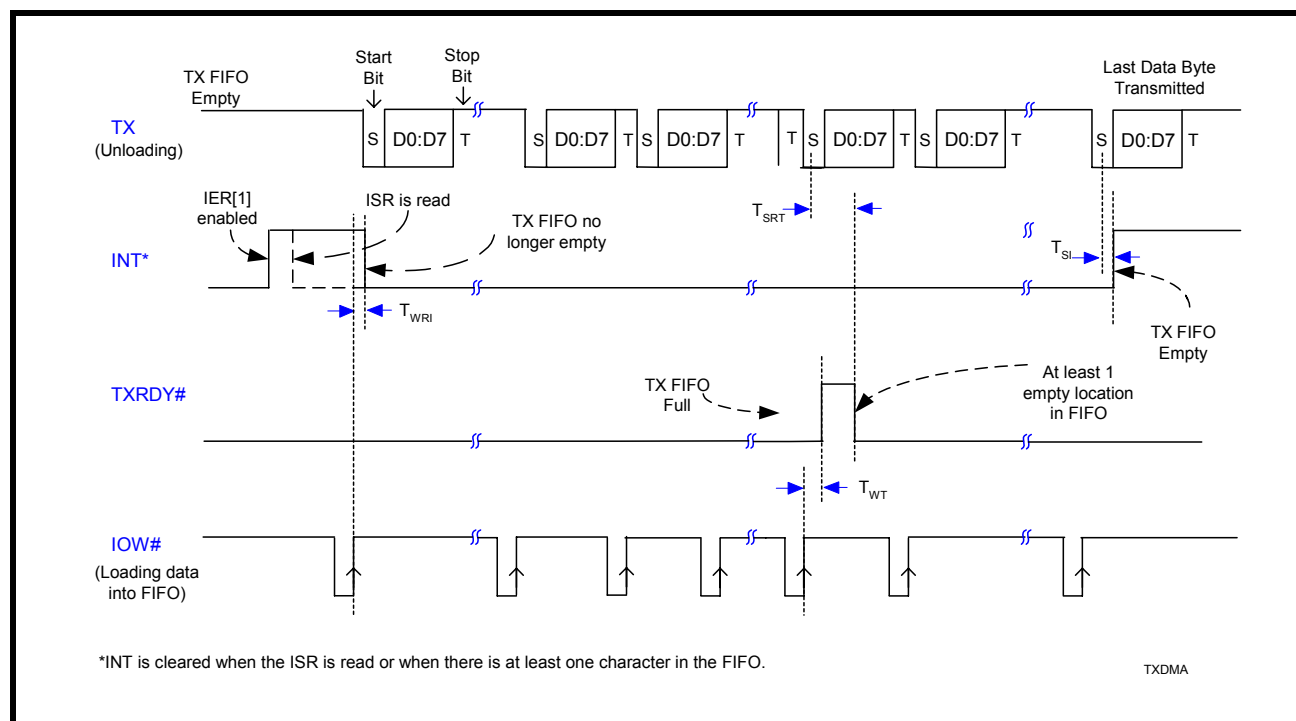 Start
Bit
Stop
Bit
TX FIFO
Empty
Last Data Byte
Transmitted
TX
(Unloading)
S D0:D7 T S D0:D7 T S D0:D7 T T S D0:D7 T S D0:D7 T S D0:D7 T
IER[1]
enabled
ISR is read
TX FIFO no
longer empty
TSRT
TSI
INT*
TWRI
TX FIFO
Empty
TXRDY#
TX FIFO
Full
At least 1
empty location
in FIFO
TWT
IOW#
(Loading data
into FIFO)
*INT is cleared when the ISR is read or when there is at least one character in the FIFO.
TXDMA